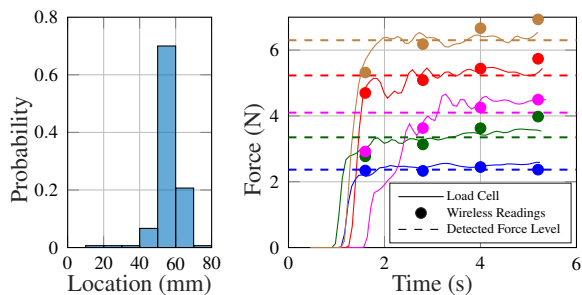 0.8
0.6
0.4
0.2
0
Probability
0 20 40 60 80
Location (mm)
6
4
2
0
Force (N)
Load Cell
Wireless Readings
Detected Force Level
0 2 4 6
Time (s)